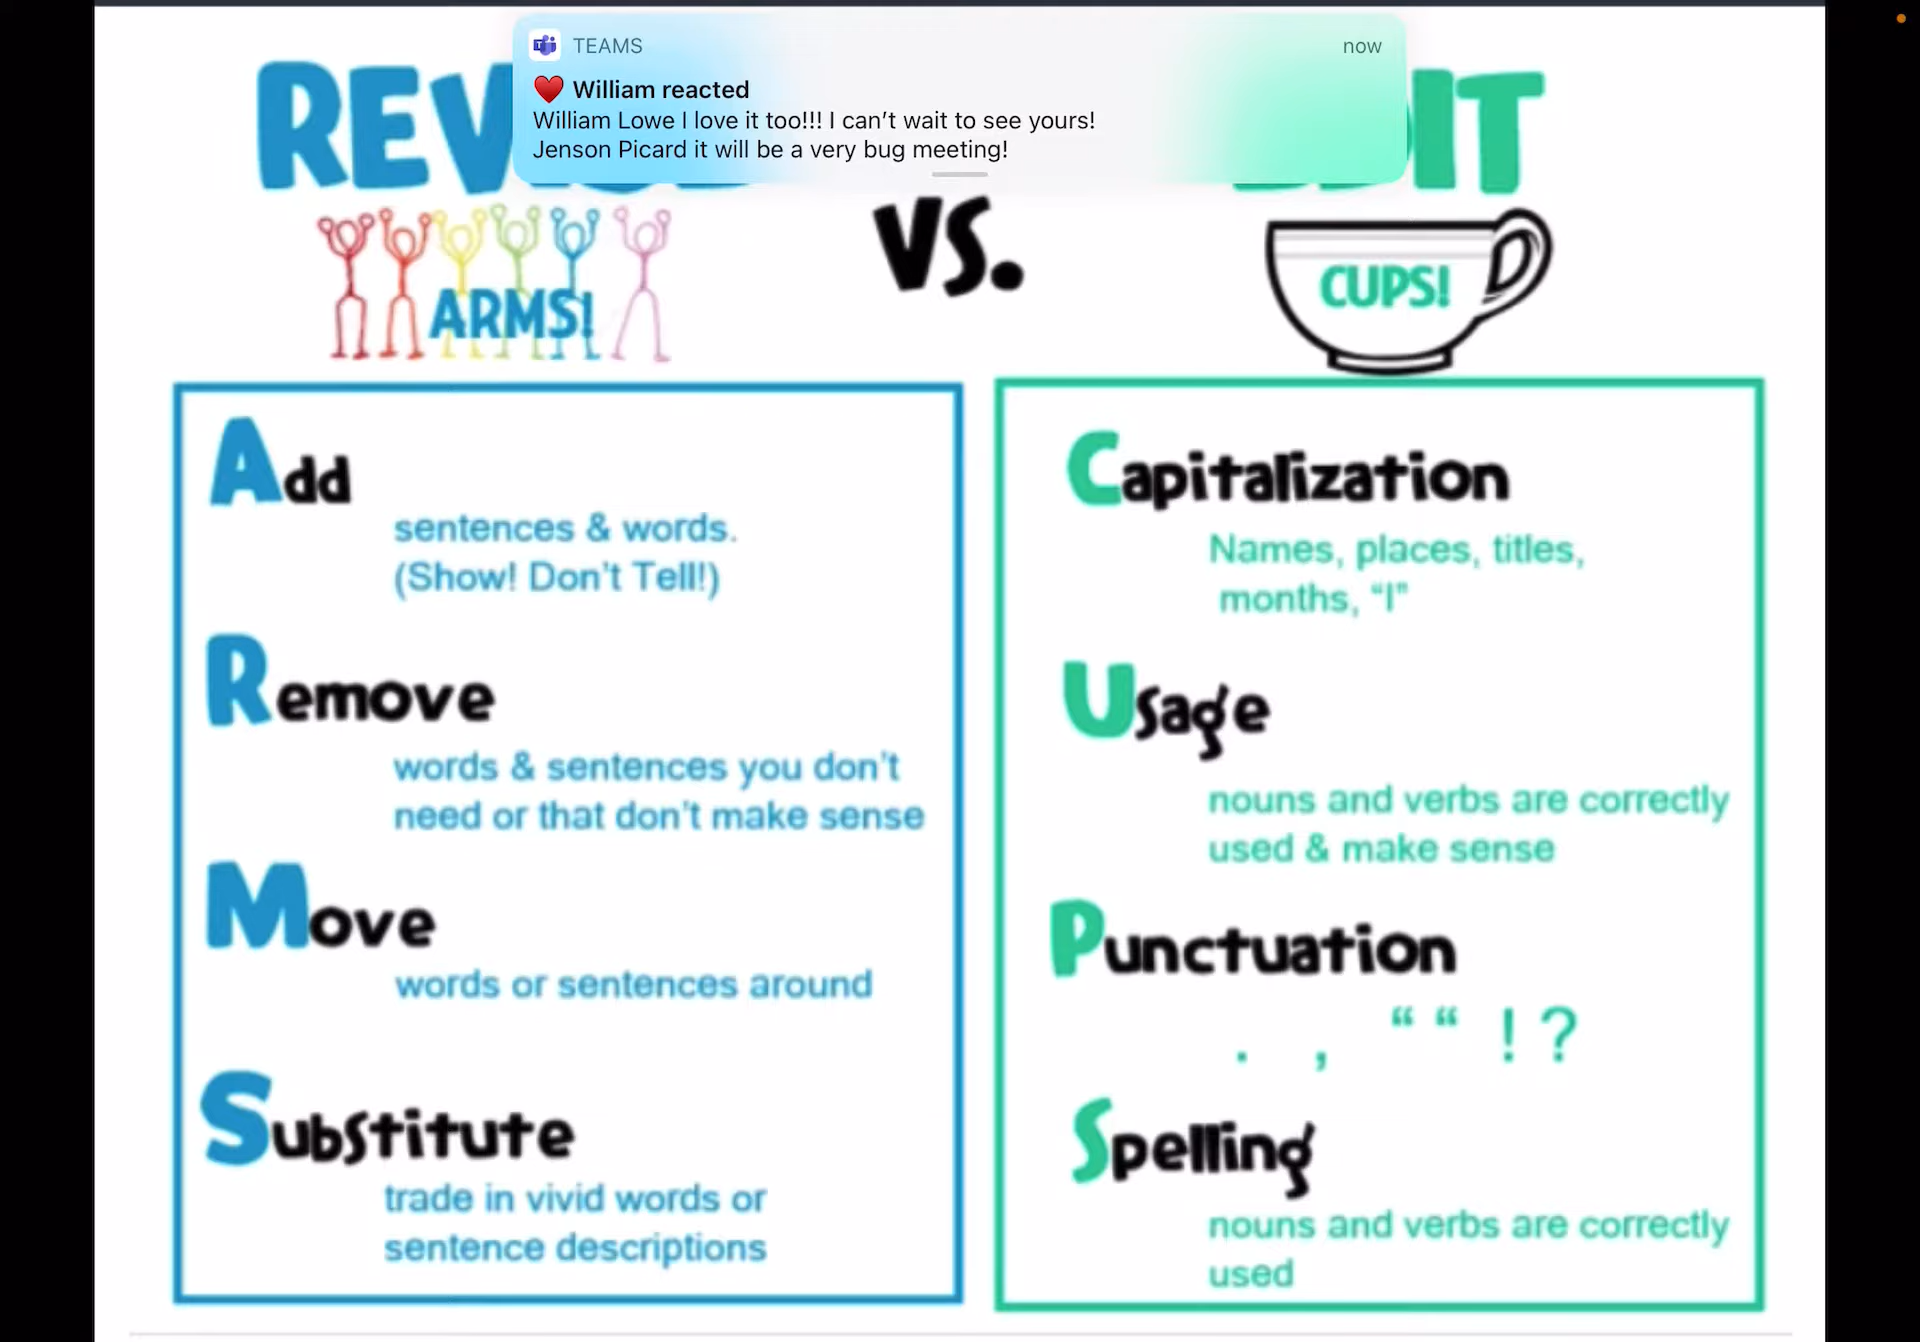 TEAMS
now
William reacted
William Lowe I love it too!!! I can’t wait to see yours!
Jenson Picard it will be a very bug meeting!
VS.
ARMS!
CUPS!
Add
sentences & words.
(Show! Don’t Tell!)
Remove
words & sentences you don’t
need or that don’t make sense
Move
words or sentences around
Substitute
trade in vivid words or
sentence descriptions
Capitalization
Names, places, titles,
months, “I”
Usage
nouns and verbs are correctly
used & make sense
Punctuation
. , “ “ ! ?
Spelling
nouns and verbs are correctly
used